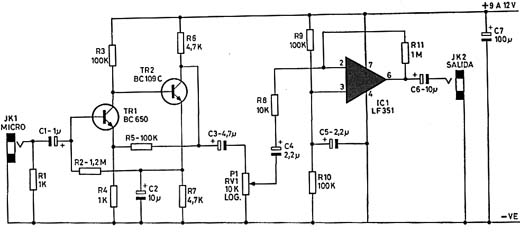 +9 A 12V
R3
100K
R6
4,7K
R9
100K
R11
1M
C7
100µ
TR2
BC109C
JK2
SALIDA
2
7
6
3
4
R8
10K
C6-10µ
IC1
LF351
JK1
MICRO
C1-1µ
+
TR1
BC650
R5-100K
C3-4,7µ
+
C4
2,2µ
+
C5-2,2µ
+
R2-1,2M
R1
1K
R4
1K
C2
10µ
+
R7
4,7K
P1
RV1
10K
LOG.
R10
100K
-VE